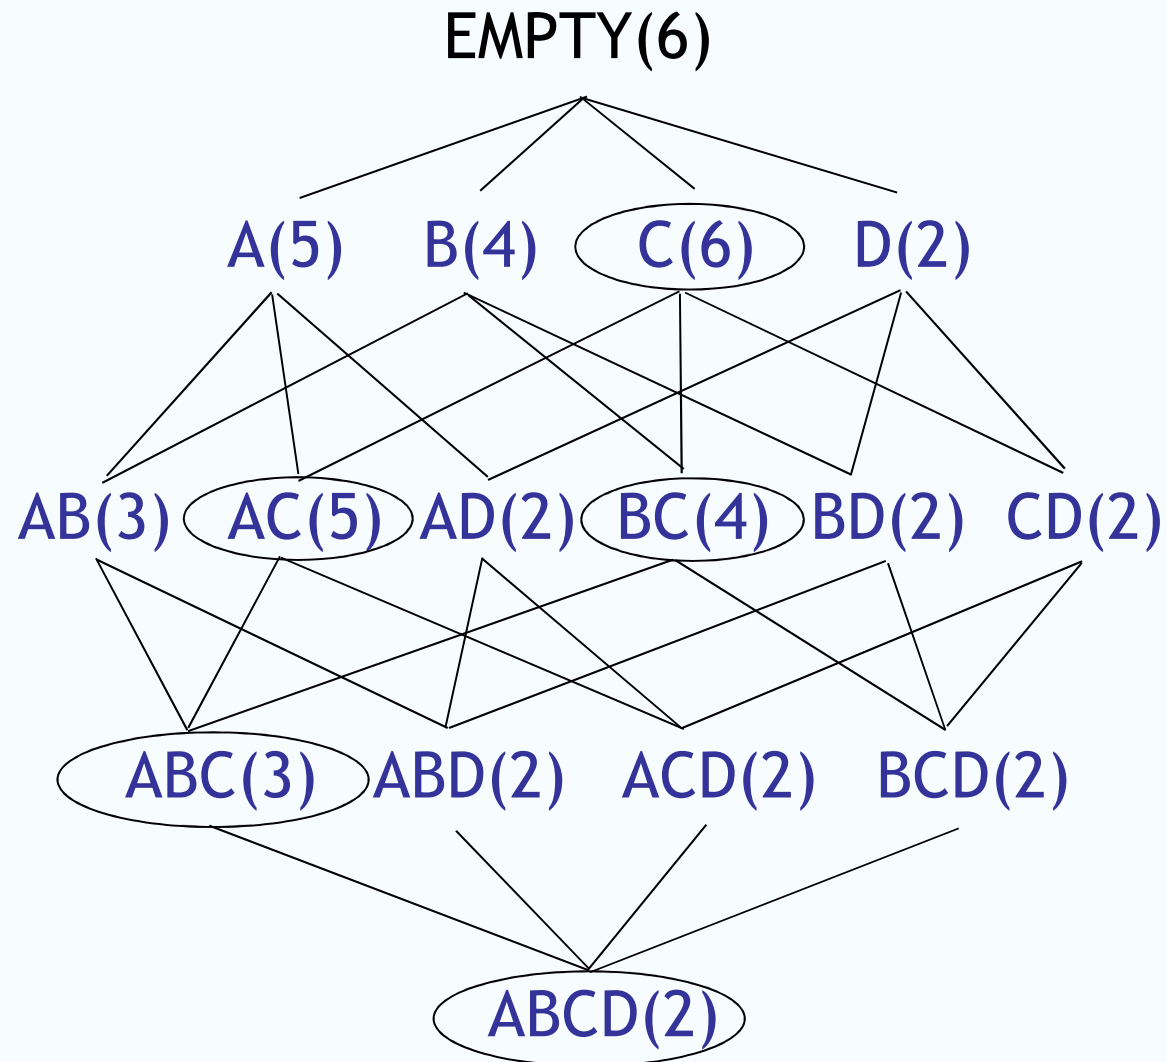 EMPTY(6)
A(5) B(4) C(6) D(2)
AB(3) AC(5) AD(2) BC(4) BD(2) CD(2)
ABC(3) ABD(2) ACD(2) BCD(2)
ABCD(2)